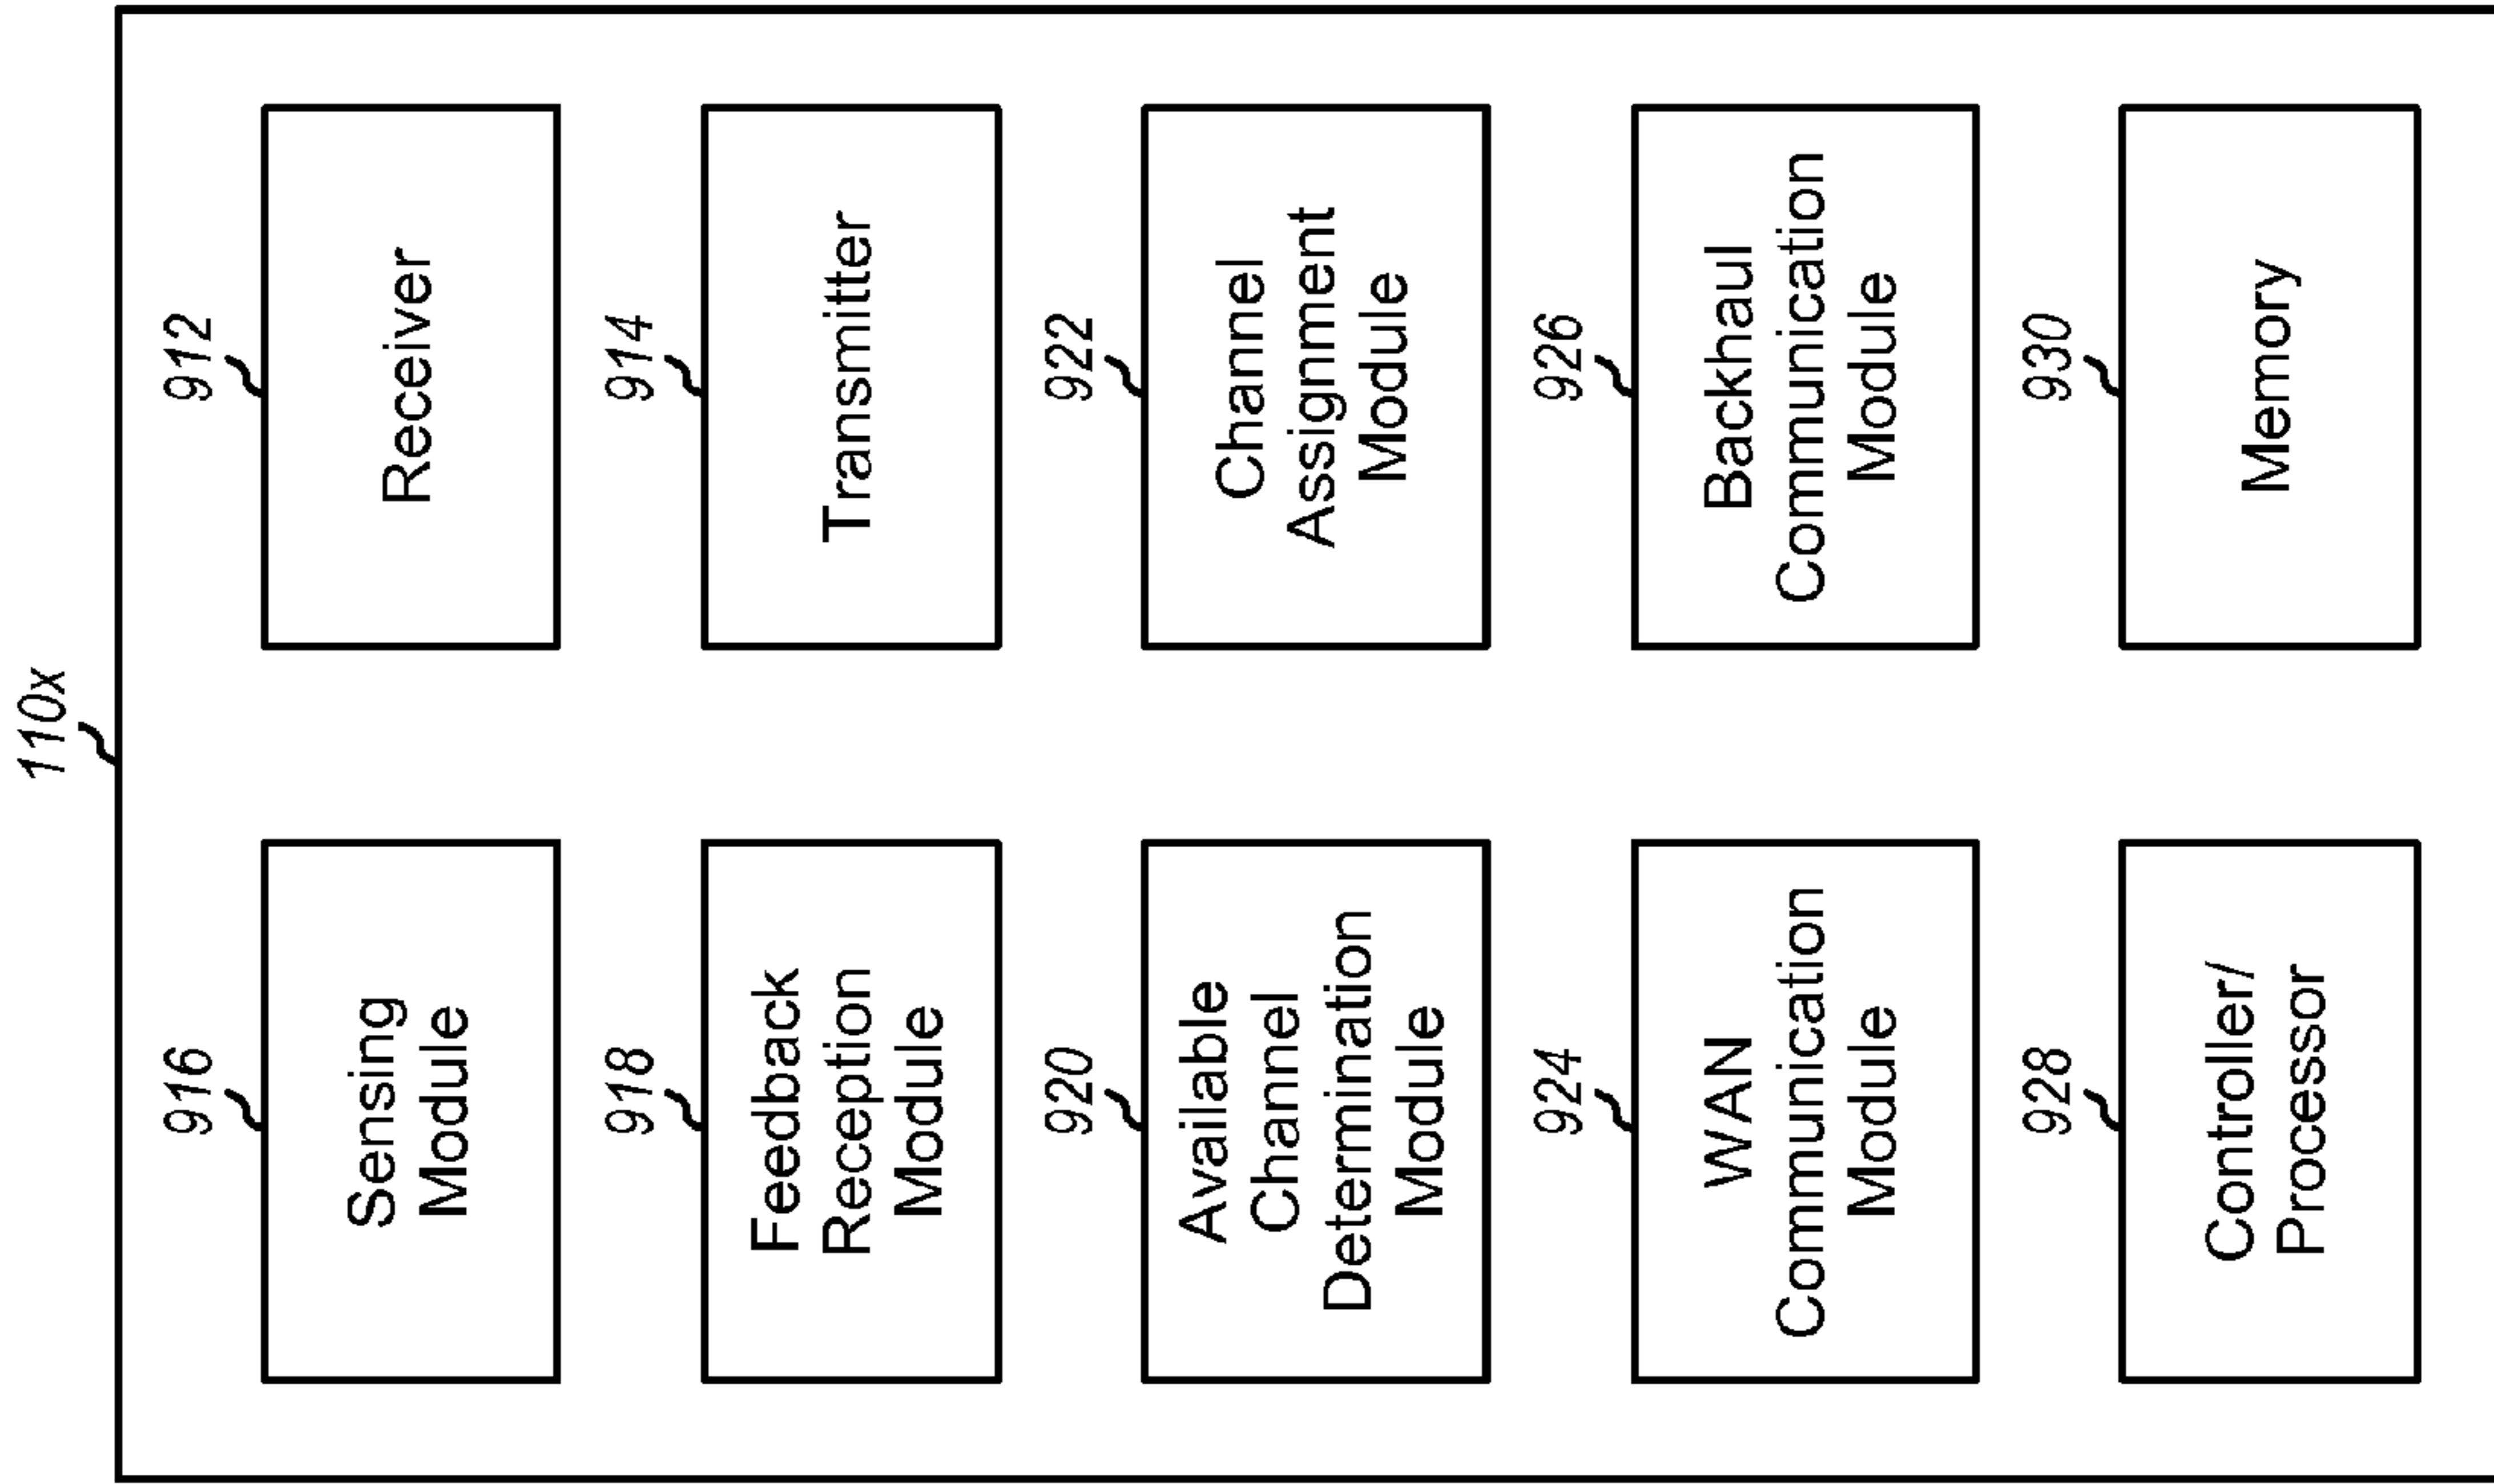 110x
916
Sensing
Module
912
Receiver
918
Feedback
Reception
Module
914
Transmitter
920
Available
Channel
Determination
Module
922
Channel
Assignment
Module
924
WAN
Communication
Module
926
Backhaul
Communication
Module
928
Controller/
Processor
930
Memory